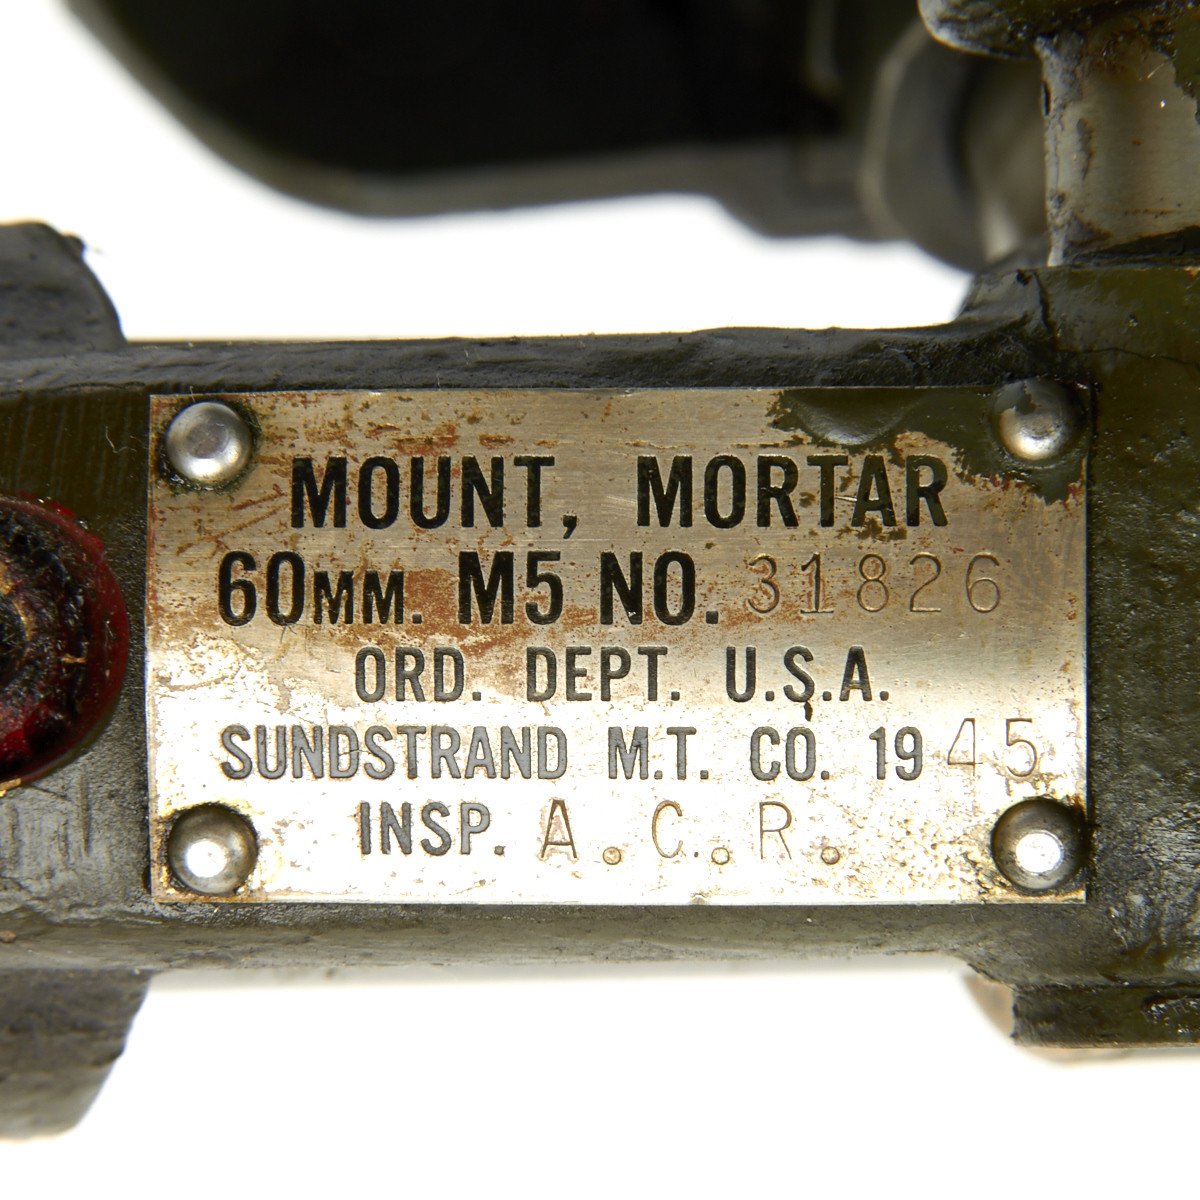 MOUNT, MORTAR
60MM. M5 NO. 31826
ORD. DEPT. U.S.A.
SUNDSTRAND M.T. CO. 1945
INSP. A.C.R.